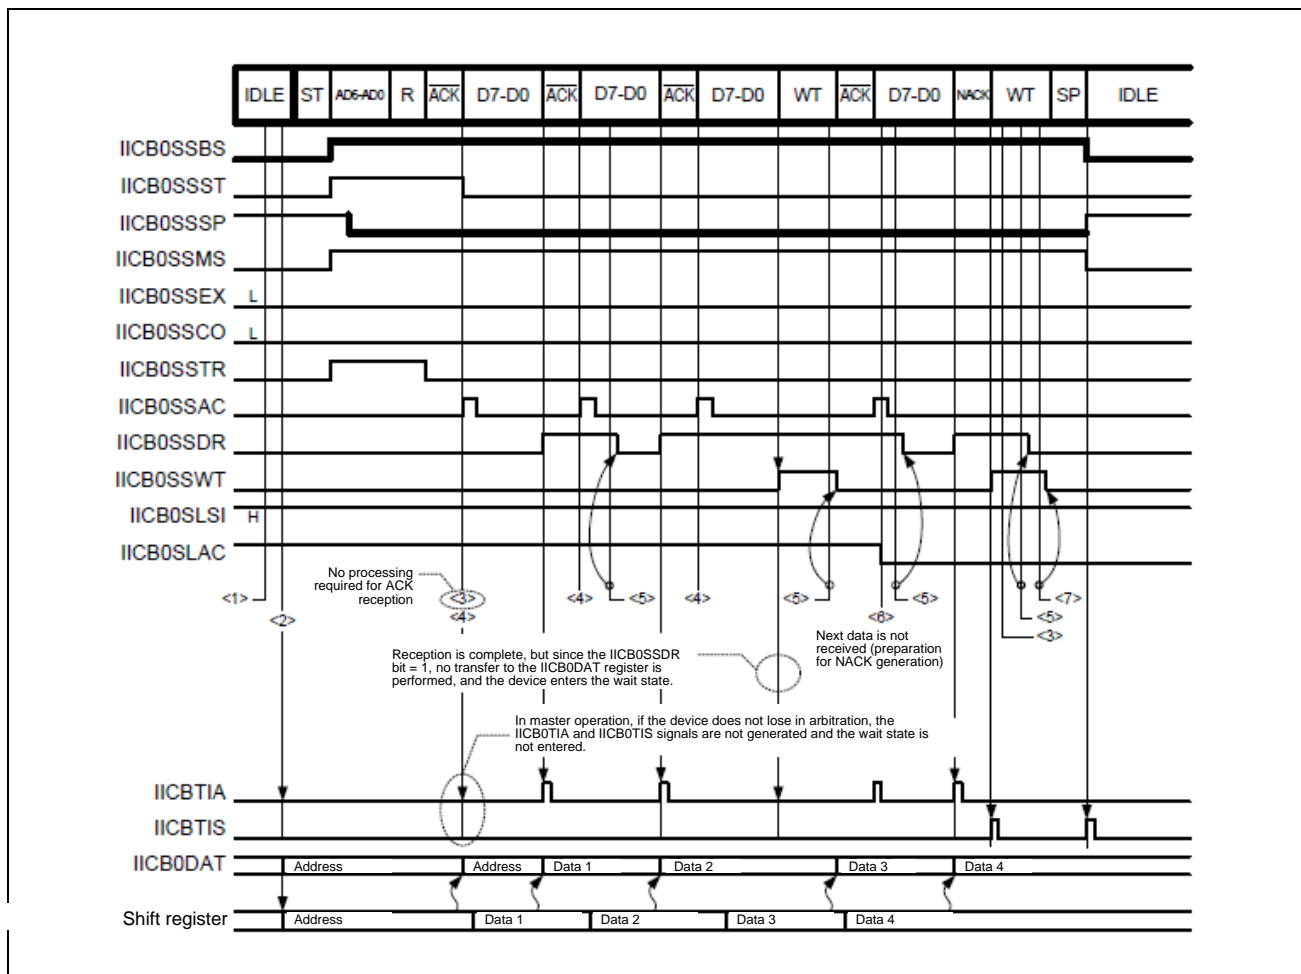 IDLE ST AD6-AD0 R ACK D7-D0 ACK D7-D0 ACK D7-D0 WT ACK D7-D0 NACK WT SP IDLE
IICB0SSBS
IICB0SSST
IICB0SSSP
IICB0SSMS
IICB0SSEX L
IICB0SSCO L
IICB0SSTR
IICB0SSAC
IICB0SSDR
IICB0SSWT
IICB0SLSI H
IICB0SLAC
No processing
required for ACK
reception
<1> <3> <4> <5> <4> <5> <5> <7>
<2> <4> <6> <5>
<3>
Next data is not
received (preparation
for NACK generation)
Reception is complete, but since the IICB0SSDR
bit = 1, no transfer to the IICB0DAT register is
performed, and the device enters the wait state.
In master operation, if the device does not lose in arbitration, the
IICB0TIA and IICB0TIS signals are not generated and the wait state is
not entered.
IICBTIA
IICBTIS
IICB0DAT Address Address Data 1 Data 2 Data 3 Data 4
Shift register Address Data 1 Data 2 Data 3 Data 4